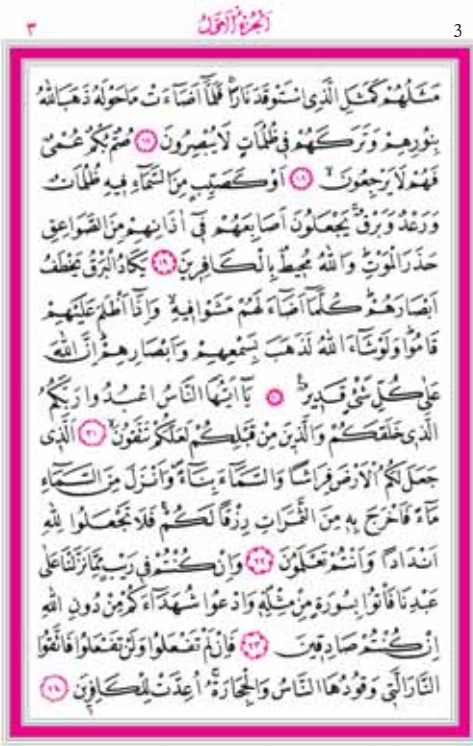 ٣ الجزء الاول 3
مَثَلُهُمْ كَمَثَلِ الَّذِى اسْتَوْقَدَ نَارًاۚ فَلَمَّٓا اَضَٓاءَتْ مَا حَوْلَهُ ذَهَبَ اللّٰهُ
بِنُورِهِمْ وَتَرَكَهُمْ فِى ظُلُمَاتٍ لَا يُبْصِرُونَ ﴿١٧﴾ صُمٌّ بُكْمٌ عُمْىٌ
فَهُمْ لَا يَرْجِعُونَۙ ﴿١٨﴾ اَوْ كَصَيِّبٍ مِنَ السَّمَٓاءِ فِيهِ ظُلُمَاتٌ
وَرَعْدٌ وَبَرْقٌۚ يَجْعَلُونَ اَصَابِعَهُمْ فِٓى اٰذَانِهِمْ مِنَ الصَّوَاعِقِ
حَذَرَ الْمَوْتِۜ وَاللّٰهُ مُحِيطٌ بِالْكَافِرِينَ ﴿١٩﴾ يَكَادُ الْبَرْقُ يَخْطَفُ
اَبْصَارَهُمْۜ كُلَّمَٓا اَضَٓاءَ لَهُمْ مَشَوْا فِيهِۙ وَاِذَٓا اَظْلَمَ عَلَيْهِمْ
قَامُواۜ وَلَوْ شَٓاءَ اللّٰهُ لَذَهَبَ بِسَمْعِهِمْ وَاَبْصَارِهِمْۜ اِنَّ اللّٰهَ
عَلٰى كُلِّ شَىْءٍ قَدِيرٌ۟ ﴿٢٠﴾ يَٓا اَيُّهَا النَّاسُ اعْبُدُوا رَبَّكُمُ
الَّذِى خَلَقَكُمْ وَالَّذِينَ مِنْ قَبْلِكُمْ لَعَلَّكُمْ تَتَّقُونَۙ ﴿٢١﴾ اَلَّذِى
جَعَلَ لَكُمُ الْاَرْضَ فِرَاشًا وَالسَّمَٓاءَ بِنَٓاءًۖ وَاَنْزَلَ مِنَ السَّمَٓاءِ
مَٓاءً فَاَخْرَجَ بِهِ مِنَ الثَّمَرَاتِ رِزْقًا لَكُمْۚ فَلَا تَجْعَلُوا لِلّٰهِ
اَنْدَادًا وَاَنْتُمْ تَعْلَمُونَ ﴿٢٢﴾ وَاِنْ كُنْتُمْ فِى رَيْبٍ مِمَّا نَزَّلْنَا عَلٰى
عَبْدِنَا فَأْتُوا بِسُورَةٍ مِنْ مِثْلِهِۖ وَادْعُوا شُهَدَٓاءَكُمْ مِنْ دُونِ اللّٰهِ
اِنْ كُنْتُمْ صَادِقِينَ ﴿٢٣﴾ فَاِنْ لَمْ تَفْعَلُوا وَلَنْ تَفْعَلُوا فَاتَّقُوا
النَّارَ الَّتِى وَقُودُهَا النَّاسُ وَالْحِجَارَةُۚ اُعِدَّتْ لِلْكَافِرِينَ ﴿٢٤﴾